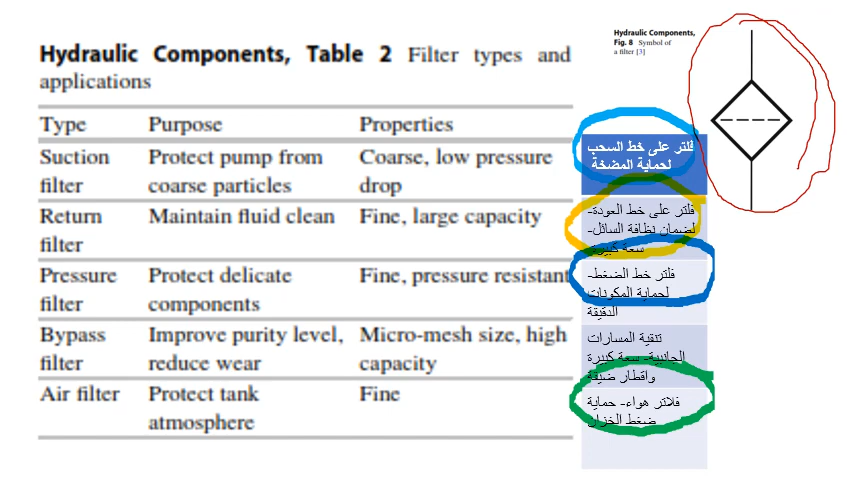 Hydraulic Components, Table 2 Filter types and
applications
Type Purpose Properties
Suction Protect pump from Coarse, low pressure
filter coarse particles drop
Return Maintain fluid clean Fine, large capacity
filter
Pressure Protect delicate Fine, pressure resistant
filter components
Bypass Improve purity level, Micro-mesh size, high
filter reduce wear capacity
Air filter Protect tank Fine
atmosphere
Hydraulic Components,
Fig. 8 Symbol of
a filter [3]
فلتر على خط السحب
لحماية المضخة
فلتر على خط العودة-
لضمان نظافة السائل-
سعة كبيرة
فلتر خط الضغط-
لحماية المكونات
الدقيقة
تنقية المسارات
الجانبية- سعة كبيرة
واقطار ضيقة
فلاتر هواء- حماية
ضغط الخزان